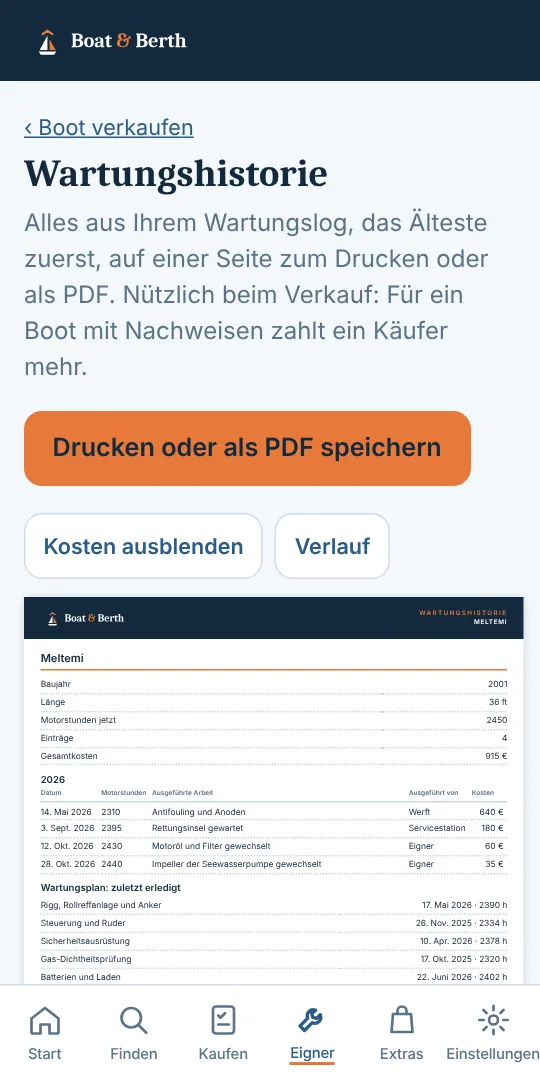 Boat & Berth
‹ Boot verkaufen
Wartungshistorie
Alles aus Ihrem Wartungslog, das Älteste
zuerst, auf einer Seite zum Drucken oder
als PDF. Nützlich beim Verkauf: Für ein
Boot mit Nachweisen zahlt ein Käufer
mehr.
Drucken oder als PDF speichern
Kosten ausblenden
Verlauf
Boat & Berth
WARTUNGSHISTORIE
MELTEMI
Meltemi
Baujahr 2001
Länge 36 ft
Motorstunden jetzt 2450
Einträge 4
Gesamtkosten 915 €
2026
Datum Motorstunden Ausgeführte Arbeit Ausgeführt von Kosten
14. Mai 2026 2310 Antifouling und Anoden Werft 640 €
3. Sept. 2026 2395 Rettungsinsel gewartet Servicestation 180 €
12. Okt. 2026 2430 Motoröl und Filter gewechselt Eigner 60 €
28. Okt. 2026 2440 Impeller der Seewasserpumpe gewechselt Eigner 35 €
Wartungsplan: zuletzt erledigt
Rigg, Rollreffanlage und Anker 17. Mai 2026 · 2390 h
Steuerung und Ruder 26. Nov. 2025 · 2334 h
Sicherheitsausrüstung 10. Apr. 2026 · 2378 h
Gas-Dichtheitsprüfung 17. Okt. 2025 · 2320 h
Batterien und Laden 22. Juni 2026 · 2402 h
Start Finden Kaufen Eigner Extras Einstellungen